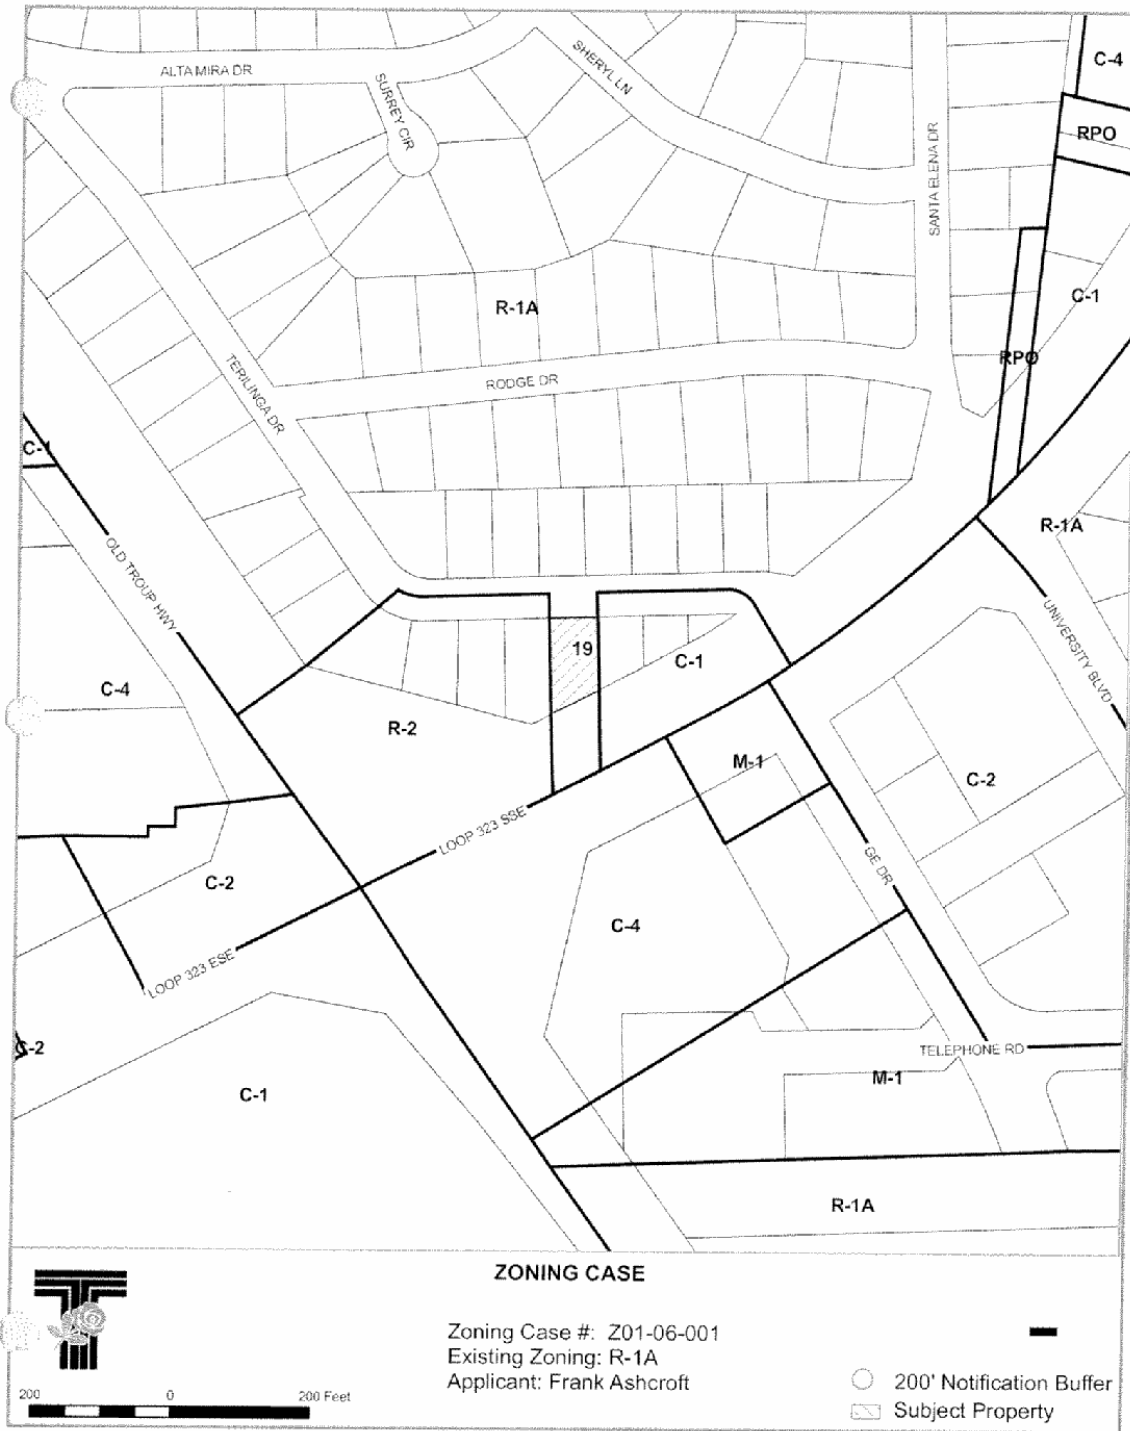 ALTA MIRA DR
SURREY CIR
SHERYL LN
SANTA ELENA DR
C-4
RPO
C-1
R-1A
RPO
TERILINGA DR
RODGE DR
C-1
R-1A
OLD TROUP HWY
UNIVERSITY BLVD
19
C-1
C-4
R-2
M-1
C-2
LOOP 323 SSE
GE DR
C-2
C-4
LOOP 323 ESE
C-2
TELEPHONE RD
M-1
C-1
R-1A
ZONING CASE
Zoning Case #: Z01-06-001
Existing Zoning: R-1A
Applicant: Frank Ashcroft
200' Notification Buffer
Subject Property
200 0 200 Feet